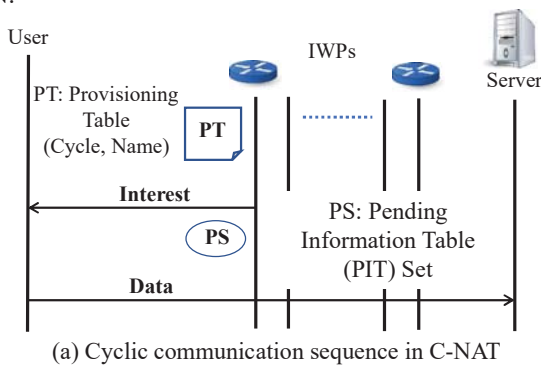 User
IWPs
Server
PT: Provisioning
Table
(Cycle, Name)
PT
Interest
PS
PS: Pending
Information Table
(PIT) Set
Data
(a) Cyclic communication sequence in C-NAT